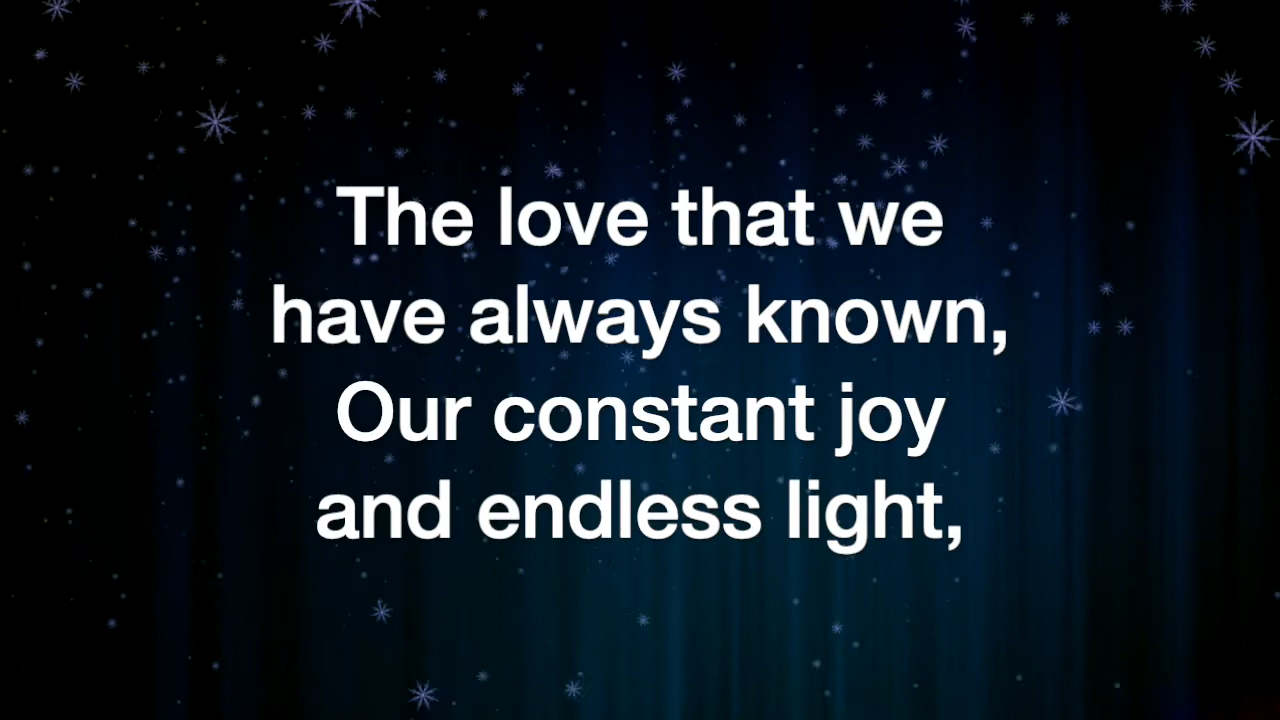 The love that we
have always known,
Our constant joy
and endless light,